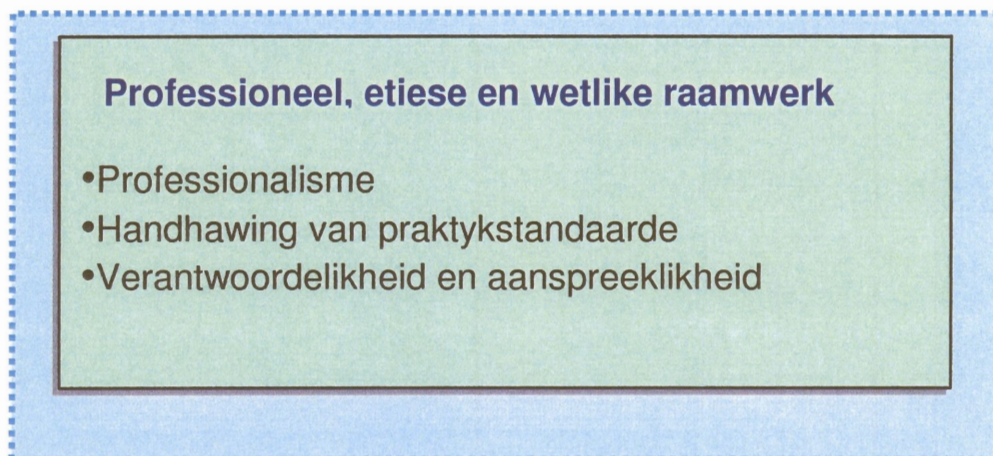 Professioneel, etiese en wetlike raamwerk
•Professionalisme
•Handhawing van praktykstandaarde
•Verantwoordelikheid en aanspreeklikheid